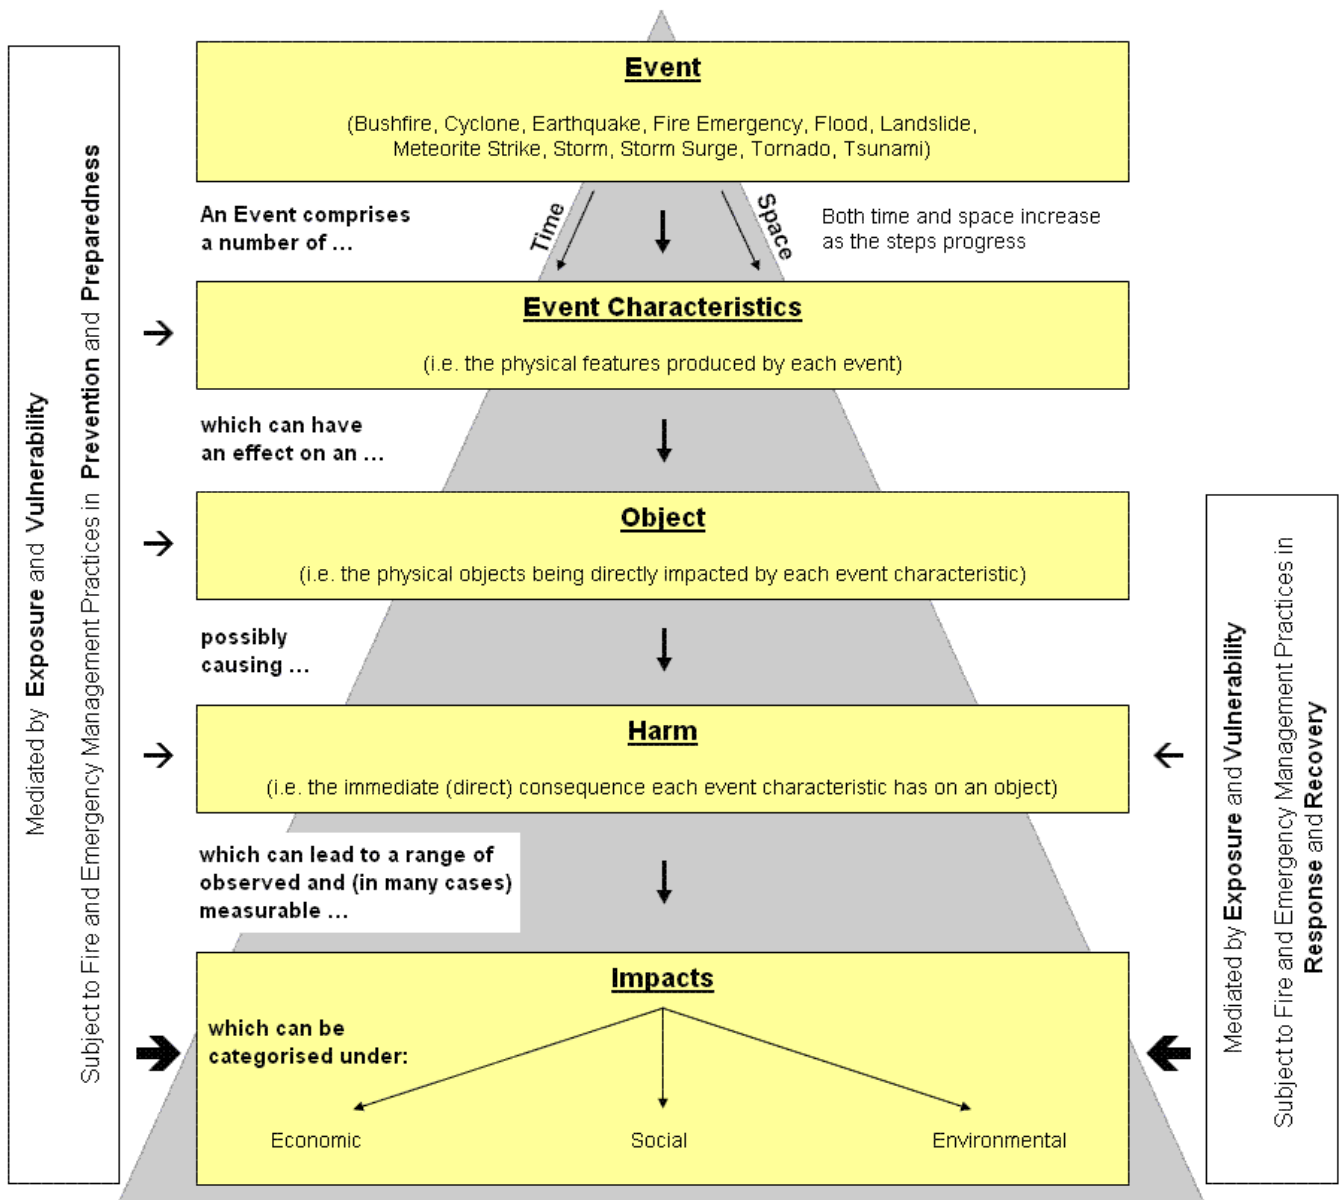 Event
(Bushfire, Cyclone, Earthquake, Fire Emergency, Flood, Landslide,
Meteorite Strike, Storm, Storm Surge, Tornado, Tsunami)
An Event comprises
a number of ...
Time
Space
Both time and space increase
as the steps progress
Event Characteristics
(i.e. the physical features produced by each event)
which can have
an effect on an ...
Object
(i.e. the physical objects being directly impacted by each event characteristic)
possibly
causing ...
Harm
(i.e. the immediate (direct) consequence each event characteristic has on an object)
which can lead to a range of
observed and (in many cases)
measurable ...
Impacts
which can be
categorised under:
Economic
Social
Environmental
Mediated by Exposure and Vulnerability
Subject to Fire and Emergency Management Practices in Prevention and Preparedness
Mediated by Exposure and Vulnerability
Subject to Fire and Emergency Management Practices in
Response and Recovery